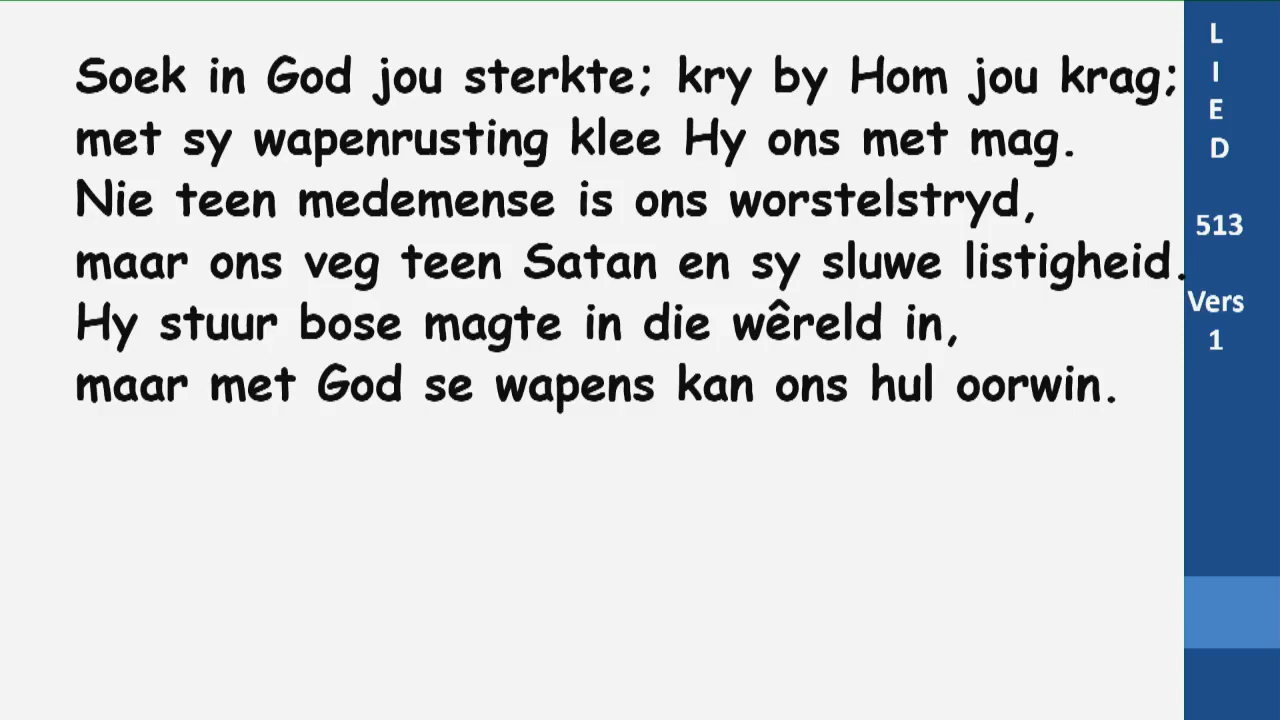 Soek in God jou sterkte; kry by Hom jou krag;
met sy wapenrusting klee Hy ons met mag.
Nie teen medemense is ons worstelstryd,
maar ons veg teen Satan en sy sluwe listigheid.
Hy stuur bose magte in die wêreld in,
maar met God se wapens kan ons hul oorwin.
L
I
E
D
513
Vers
1